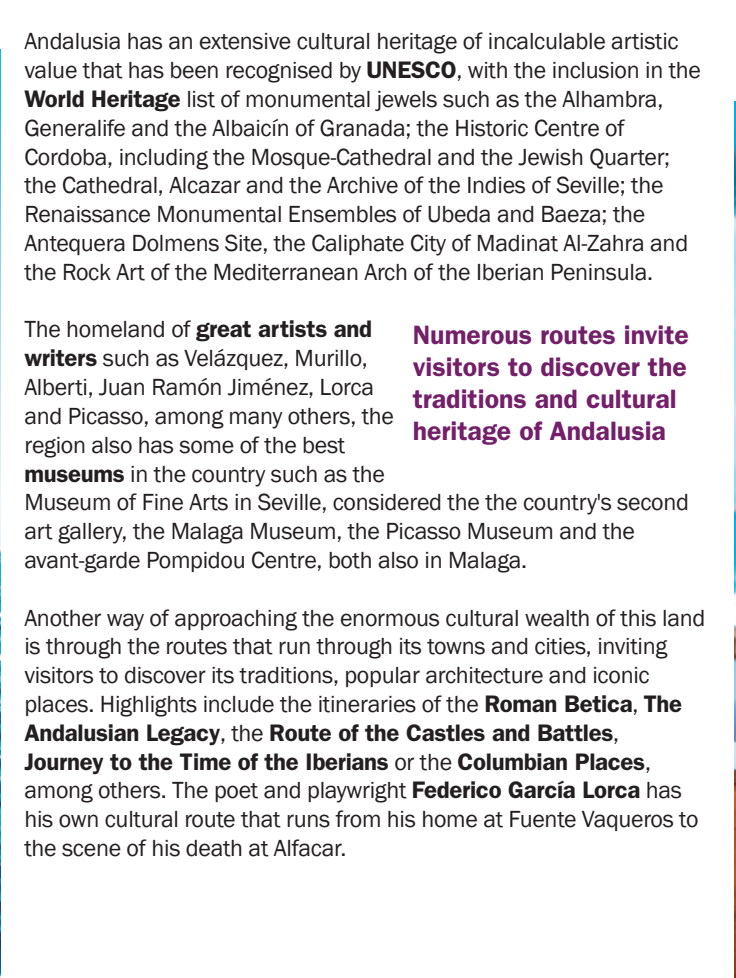 Andalusia has an extensive cultural heritage of incalculable artistic
value that has been recognised by UNESCO, with the inclusion in the
World Heritage list of monumental jewels such as the Alhambra,
Generalife and the Albaicín of Granada; the Historic Centre of
Cordoba, including the Mosque-Cathedral and the Jewish Quarter;
the Cathedral, Alcazar and the Archive of the Indies of Seville; the
Renaissance Monumental Ensembles of Ubeda and Baeza; the
Antequera Dolmens Site, the Caliphate City of Madinat Al-Zahra and
the Rock Art of the Mediterranean Arch of the Iberian Peninsula.
The homeland of great artists and
writers such as Velázquez, Murillo,
Alberti, Juan Ramón Jiménez, Lorca
and Picasso, among many others, the
region also has some of the best
museums in the country such as the
Museum of Fine Arts in Seville, considered the the country's second
art gallery, the Malaga Museum, the Picasso Museum and the
avant-garde Pompidou Centre, both also in Malaga.
Numerous routes invite
visitors to discover the
traditions and cultural
heritage of Andalusia
Another way of approaching the enormous cultural wealth of this land
is through the routes that run through its towns and cities, inviting
visitors to discover its traditions, popular architecture and iconic
places. Highlights include the itineraries of the Roman Betica, The
Andalusian Legacy, the Route of the Castles and Battles,
Journey to the Time of the Iberians or the Columbian Places,
among others. The poet and playwright Federico García Lorca has
his own cultural route that runs from his home at Fuente Vaqueros to
the scene of his death at Alfacar.